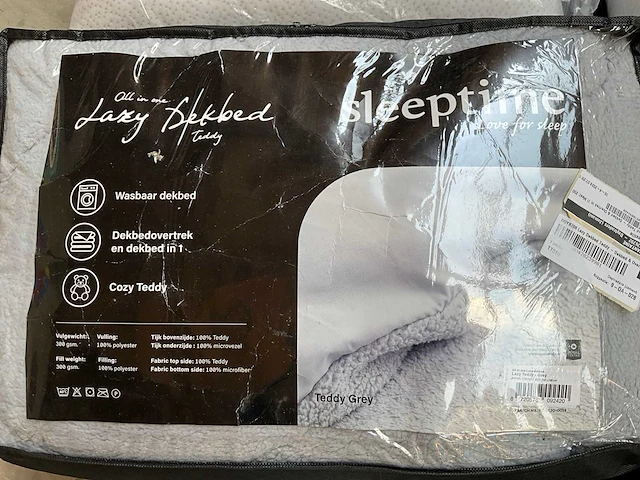 All in one
Lazy Dekbed
Teddy
sleeptime
Love for sleep
Wasbaar dekbed
Dekbedovertrek
en dekbed in 1
Cozy Teddy
Vulgewicht: Vulling: Tijk bovenzijde: 100% Teddy
300 gsm. 100% polyester Tijk onderzijde: 100% microvezel
Fill weight: Filling: Fabric top side: 100% Teddy
300 gsm. 100% polyester Fabric bottom side: 100% microfiber
Teddy Grey